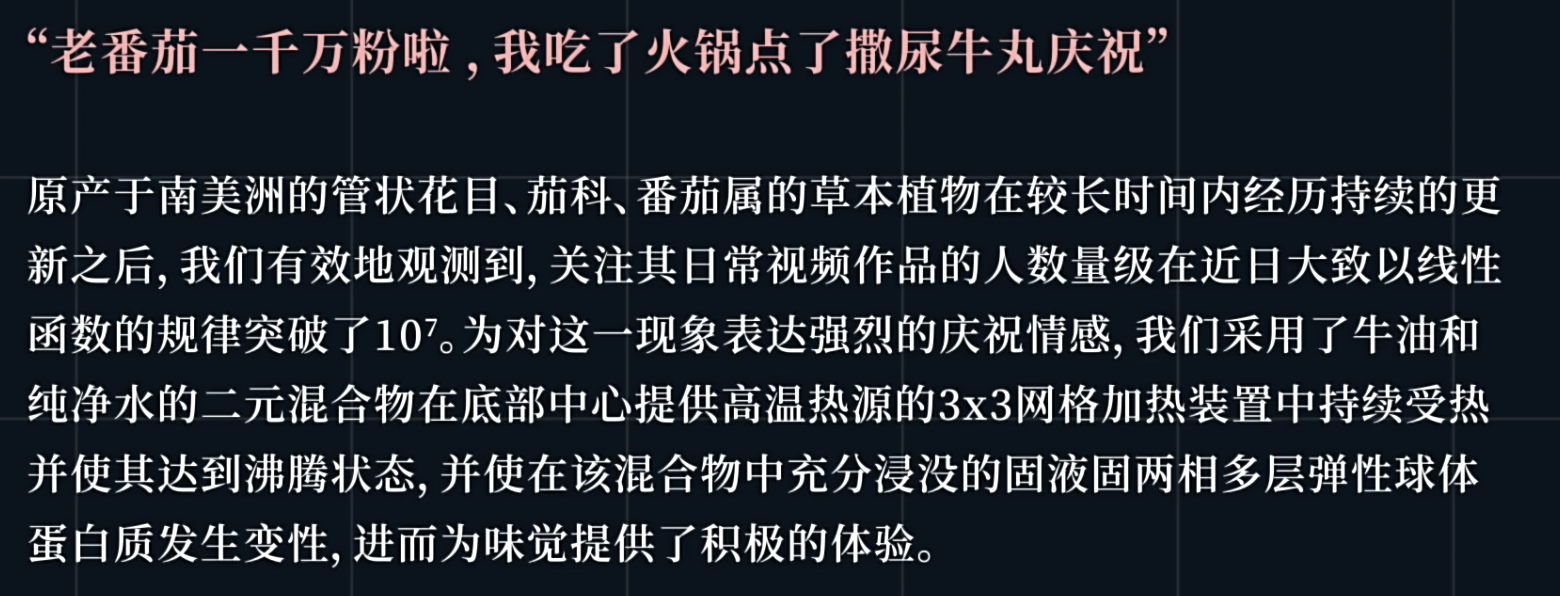 “老番茄一千万粉啦，我吃了火锅点了撒尿牛丸庆祝”
原产于南美洲的管状花目、茄科、番茄属的草本植物在较长时间内经历持续的更
新之后, 我们有效地观测到, 关注其日常视频作品的人数量级在近日大致以线性
函数的规律突破了10⁷。为对这一现象表达强烈的庆祝情感, 我们采用了牛油和
纯净水的二元混合物在底部中心提供高温热源的3x3网格加热装置中持续受热
并使其达到沸腾状态, 并使在该混合物中充分浸没的固液固两相多层弹性球体
蛋白质发生变性, 进而为味觉提供了积极的体验。